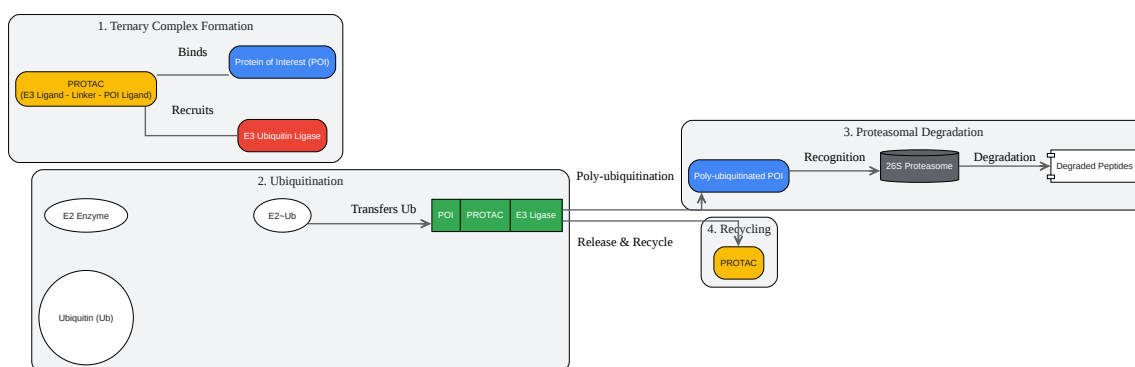 1. Ternary Complex Formation
Binds
Protein of Interest (POI)
PROTAC
(E3 Ligand - Linker - POI Ligand)
Recruits
E3 Ubiquitin Ligase
2. Ubiquitination
E2 Enzyme
E2~Ub
Transfers Ub
POI
PROTAC
E3 Ligase
Ubiquitin (Ub)
Poly-ubiquitination
Release & Recycle
3. Proteasomal Degradation
Poly-ubiquitinated POI
Recognition
26S Proteasome
Degradation
Degraded Peptides
4. Recycling
PROTAC